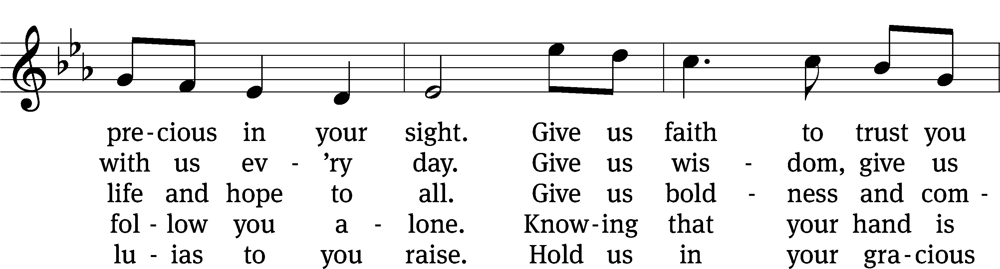 pre-cious in your sight. Give us faith to trust you
with us ev - ’ry day. Give us wis - dom, give us
life and hope to all. Give us bold - ness and com -
fol - low you a - lone. Know-ing that your hand is
lu - ias to you raise. Hold us in your gra-cious